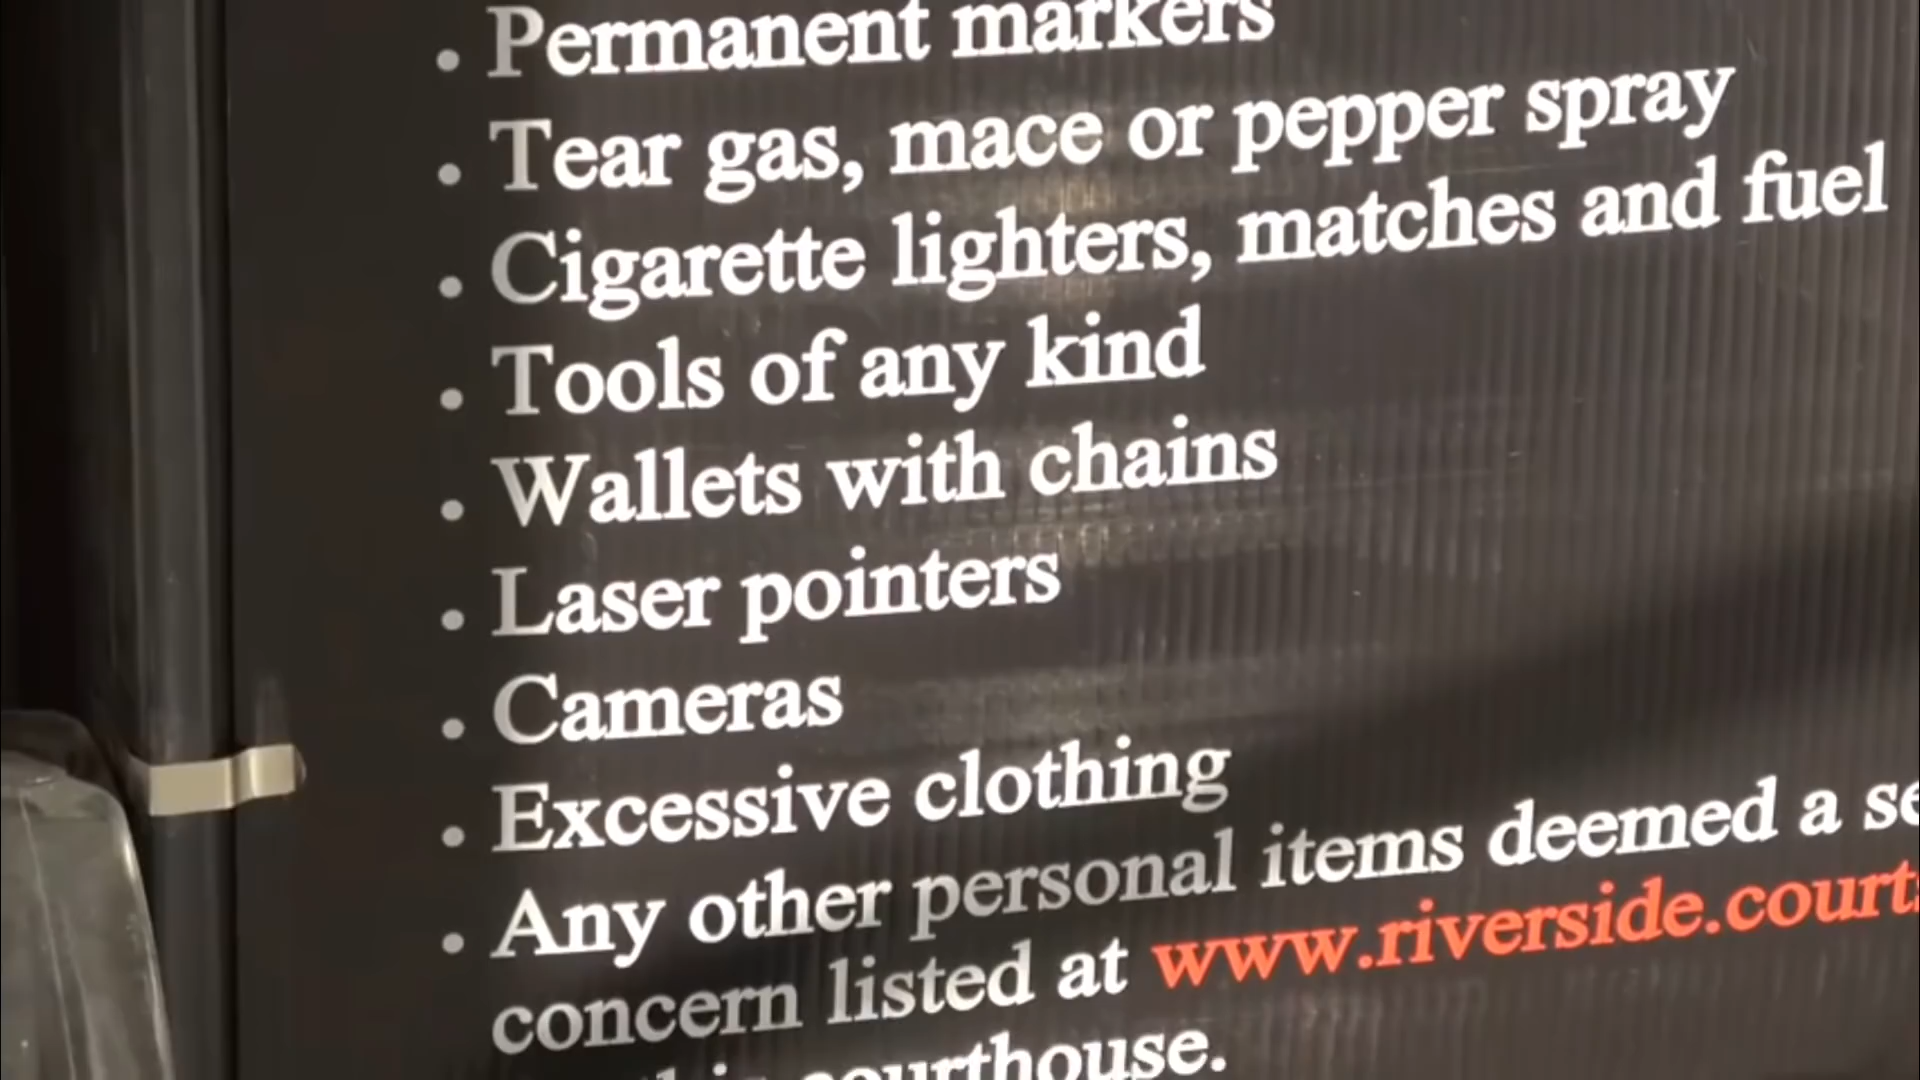 • Permanent markers
• Tear gas, mace or pepper spray
• Cigarette lighters, matches and fuel
• Tools of any kind
• Wallets with chains
• Laser pointers
• Cameras
• Excessive clothing
• Any other personal items deemed a se
concern listed at www.riverside.courts
courthouse.